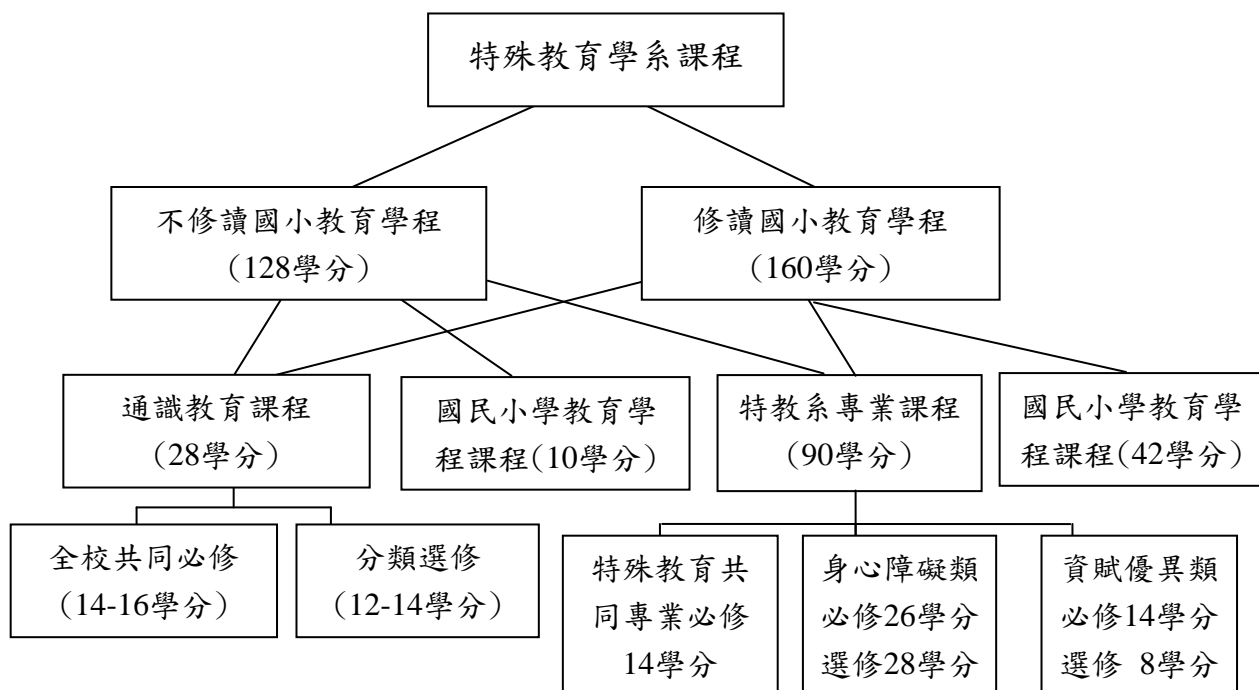 特殊教育學系課程
不修讀國小教育學程
(128學分)
修讀國小教育學程
(160學分)
通識教育課程
(28學分)
國民小學教育學
程課程(10學分)
特教系專業課程
(90學分)
國民小學教育學
程課程(42學分)
全校共同必修
(14-16學分)
分類選修
(12-14學分)
特殊教育共
同專業必修
14學分
身心障礙類
必修26學分
選修28學分
資賦優異類
必修14學分
選修 8學分